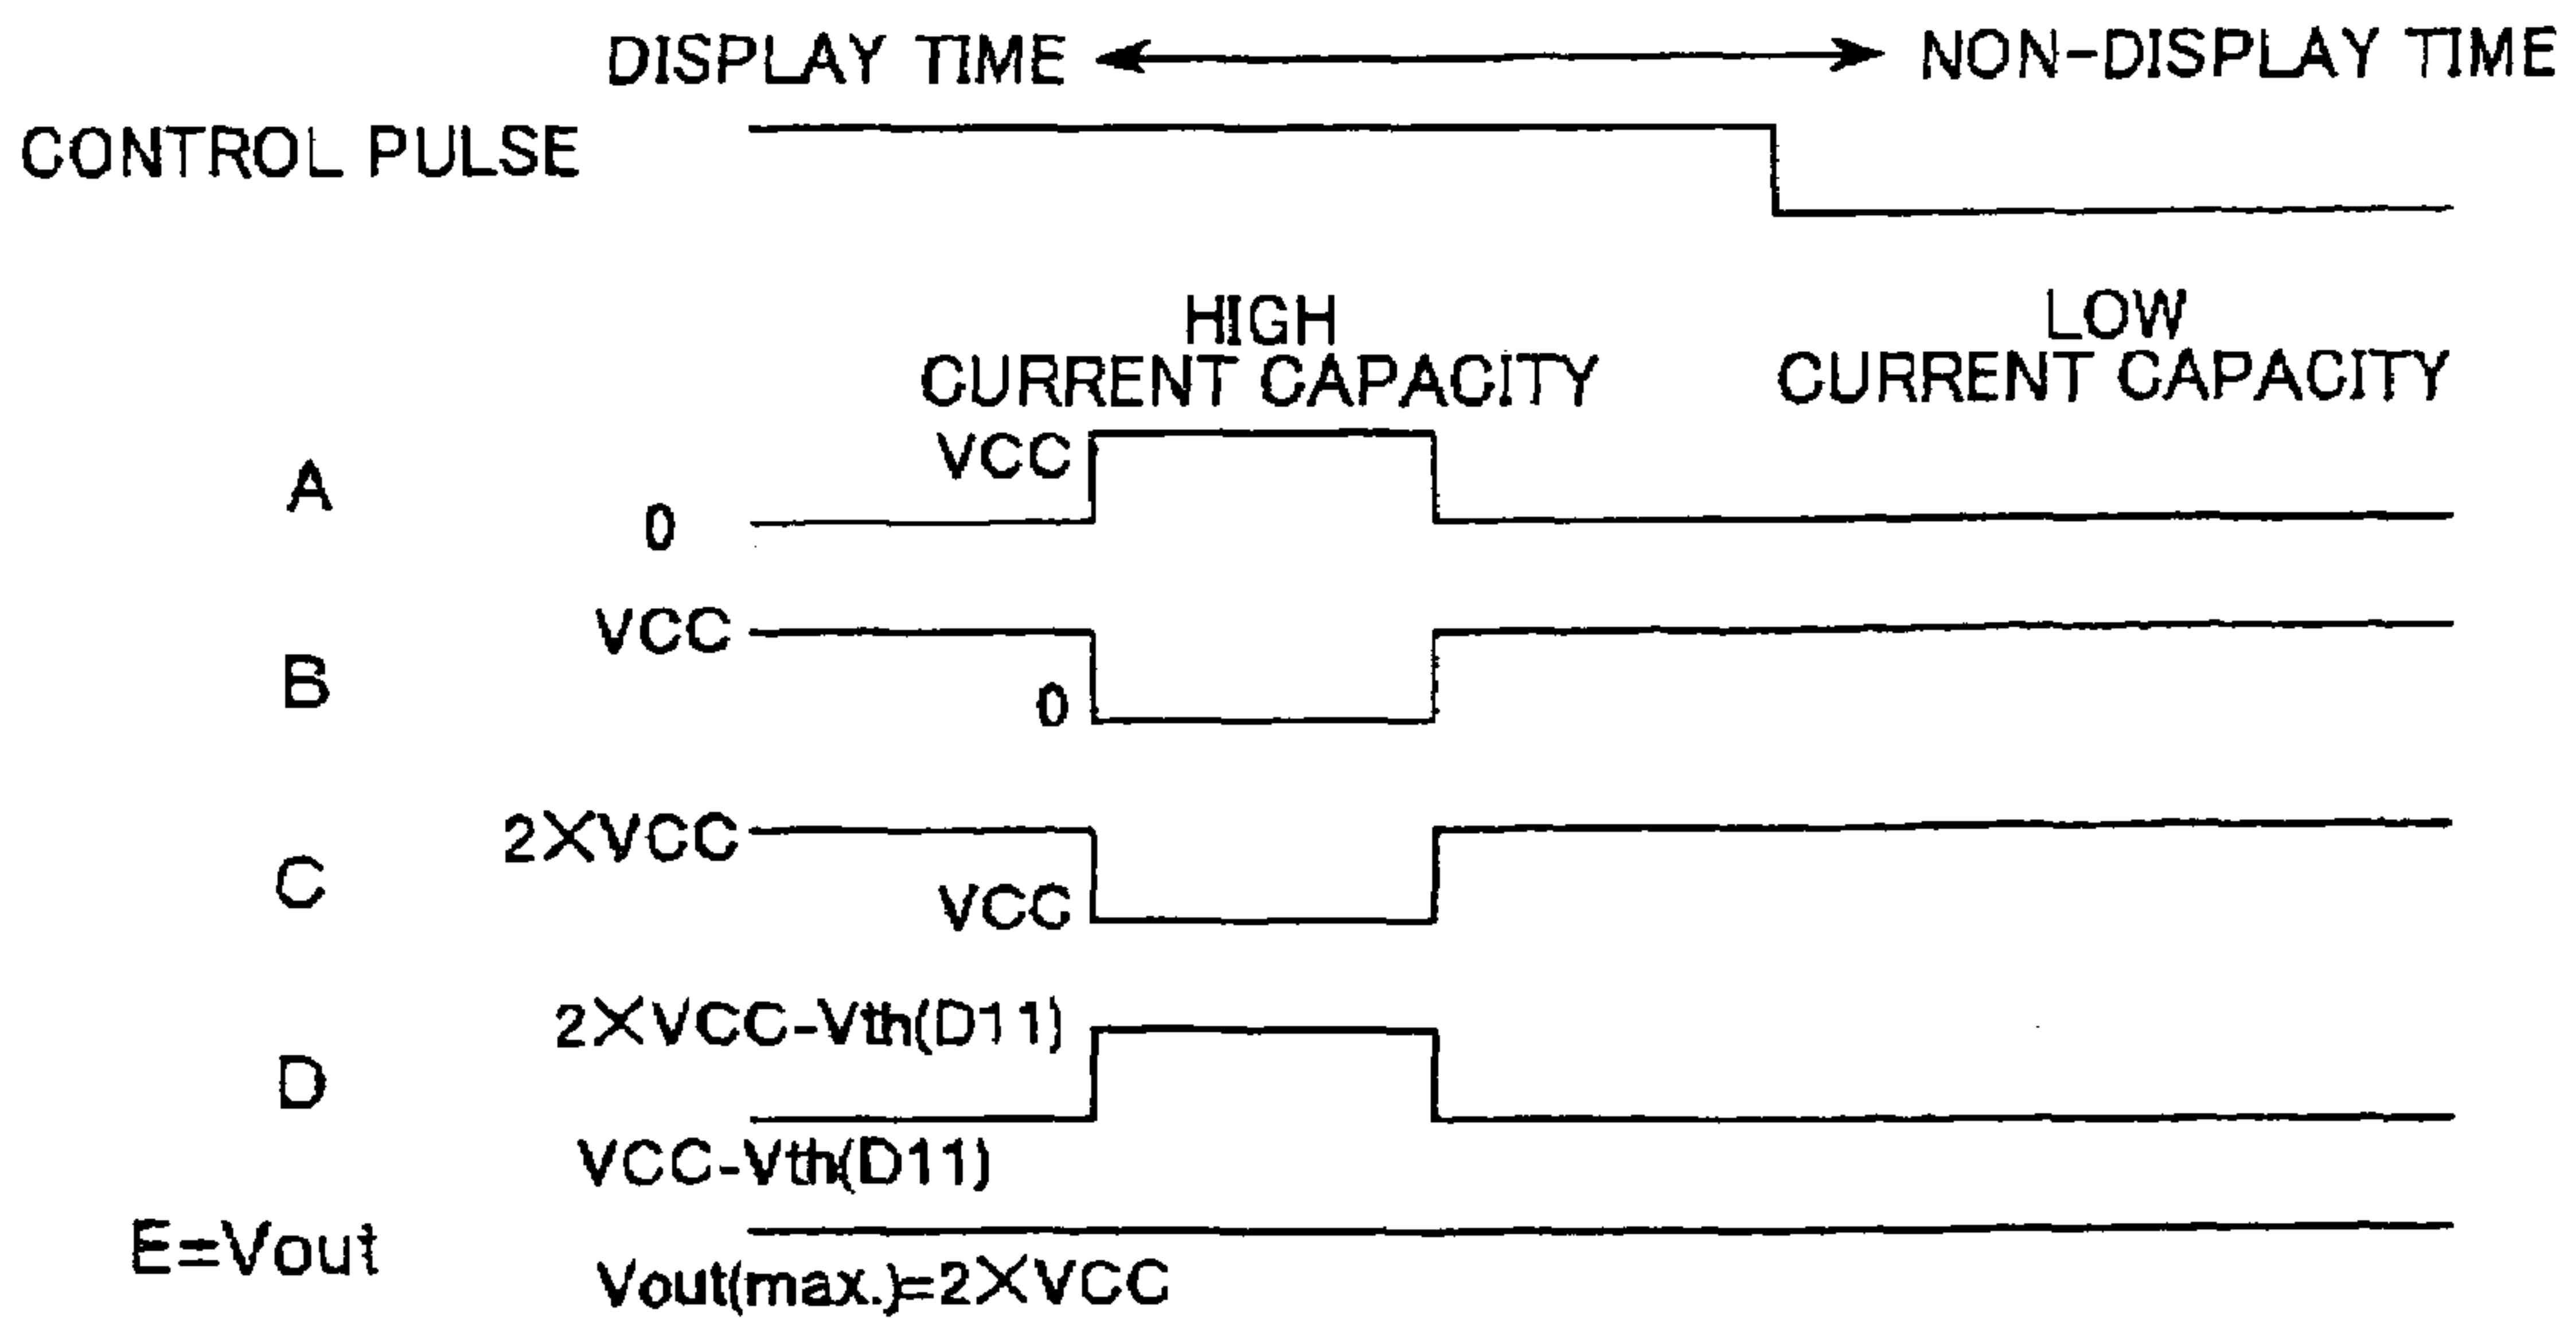 DISPLAY TIME
NON-DISPLAY TIME
CONTROL PULSE
HIGH
CURRENT CAPACITY
LOW
CURRENT CAPACITY
A
VCC
0
B
VCC
0
C
2×VCC
VCC
D
2×VCC-Vth(D11)
VCC-Vth(D11)
E=Vout
Vout(max.)=2×VCC